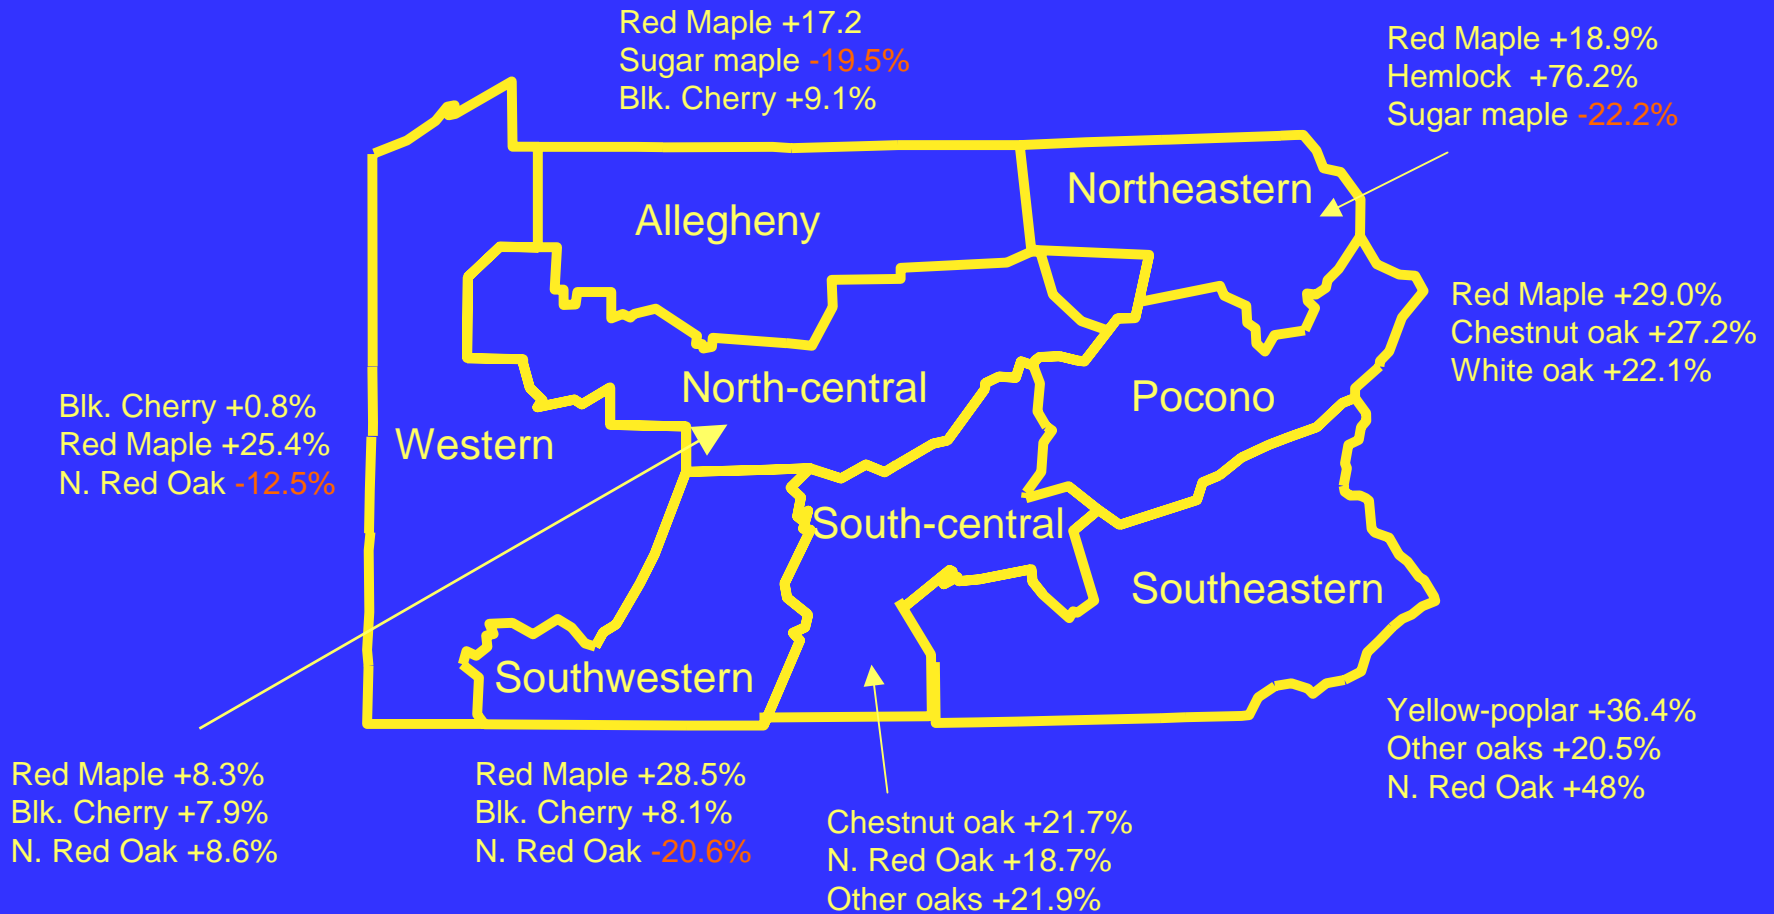 Red Maple +17.2
Sugar maple -19.5%
Blk. Cherry +9.1%
Red Maple +18.9%
Hemlock +76.2%
Sugar maple -22.2%
Northeastern
Allegheny
Red Maple +29.0%
Chestnut oak +27.2%
White oak +22.1%
North-central
Pocono
Blk. Cherry +0.8%
Red Maple +25.4%
N. Red Oak -12.5%
Western
South-central
Southeastern
Southwestern
Yellow-poplar +36.4%
Other oaks +20.5%
N. Red Oak +48%
Red Maple +8.3%
Blk. Cherry +7.9%
N. Red Oak +8.6%
Red Maple +28.5%
Blk. Cherry +8.1%
N. Red Oak -20.6%
Chestnut oak +21.7%
N. Red Oak +18.7%
Other oaks +21.9%